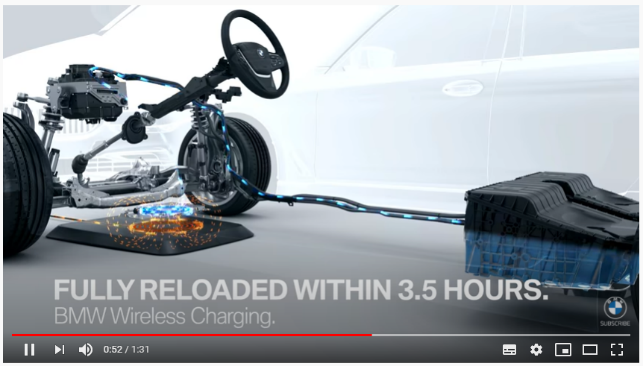 FULLY RELOADED WITHIN 3.5 HOURS.
BMW Wireless Charging.
SUBSCRIBE
0:52 / 1:31